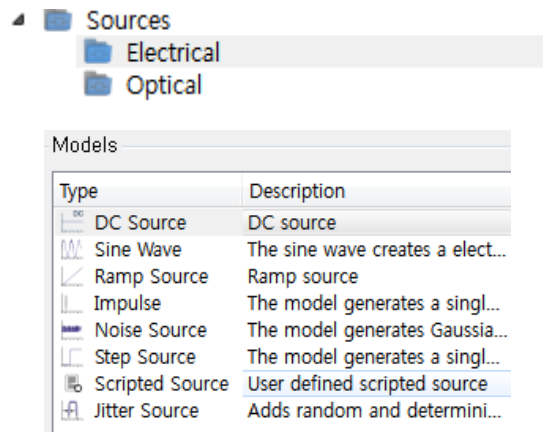 Sources
Electrical
Optical
Models
Type Description
DC DC Source DC source
Sine Wave The sine wave creates a elect...
Ramp Source Ramp source
Impulse The model generates a singl...
Noise Source The model generates Gaussia...
Step Source The model generates a singl...
Scripted Source User defined scripted source
Jitter Source Adds random and determini...